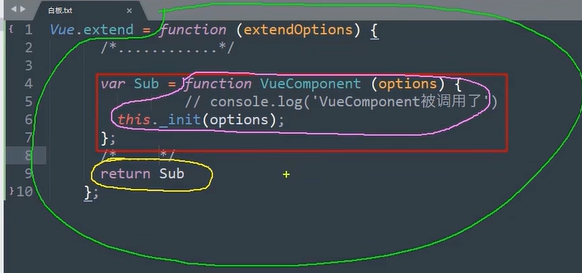 白板.txt
1 Vue.extend = function (extendOptions) {
2 /*............*/
3
4 var Sub = function VueComponent (options) {
5 // console.log('VueComponent被调用了')
6 this._init(options);
7 };
8 /* */
9 return Sub
10 };